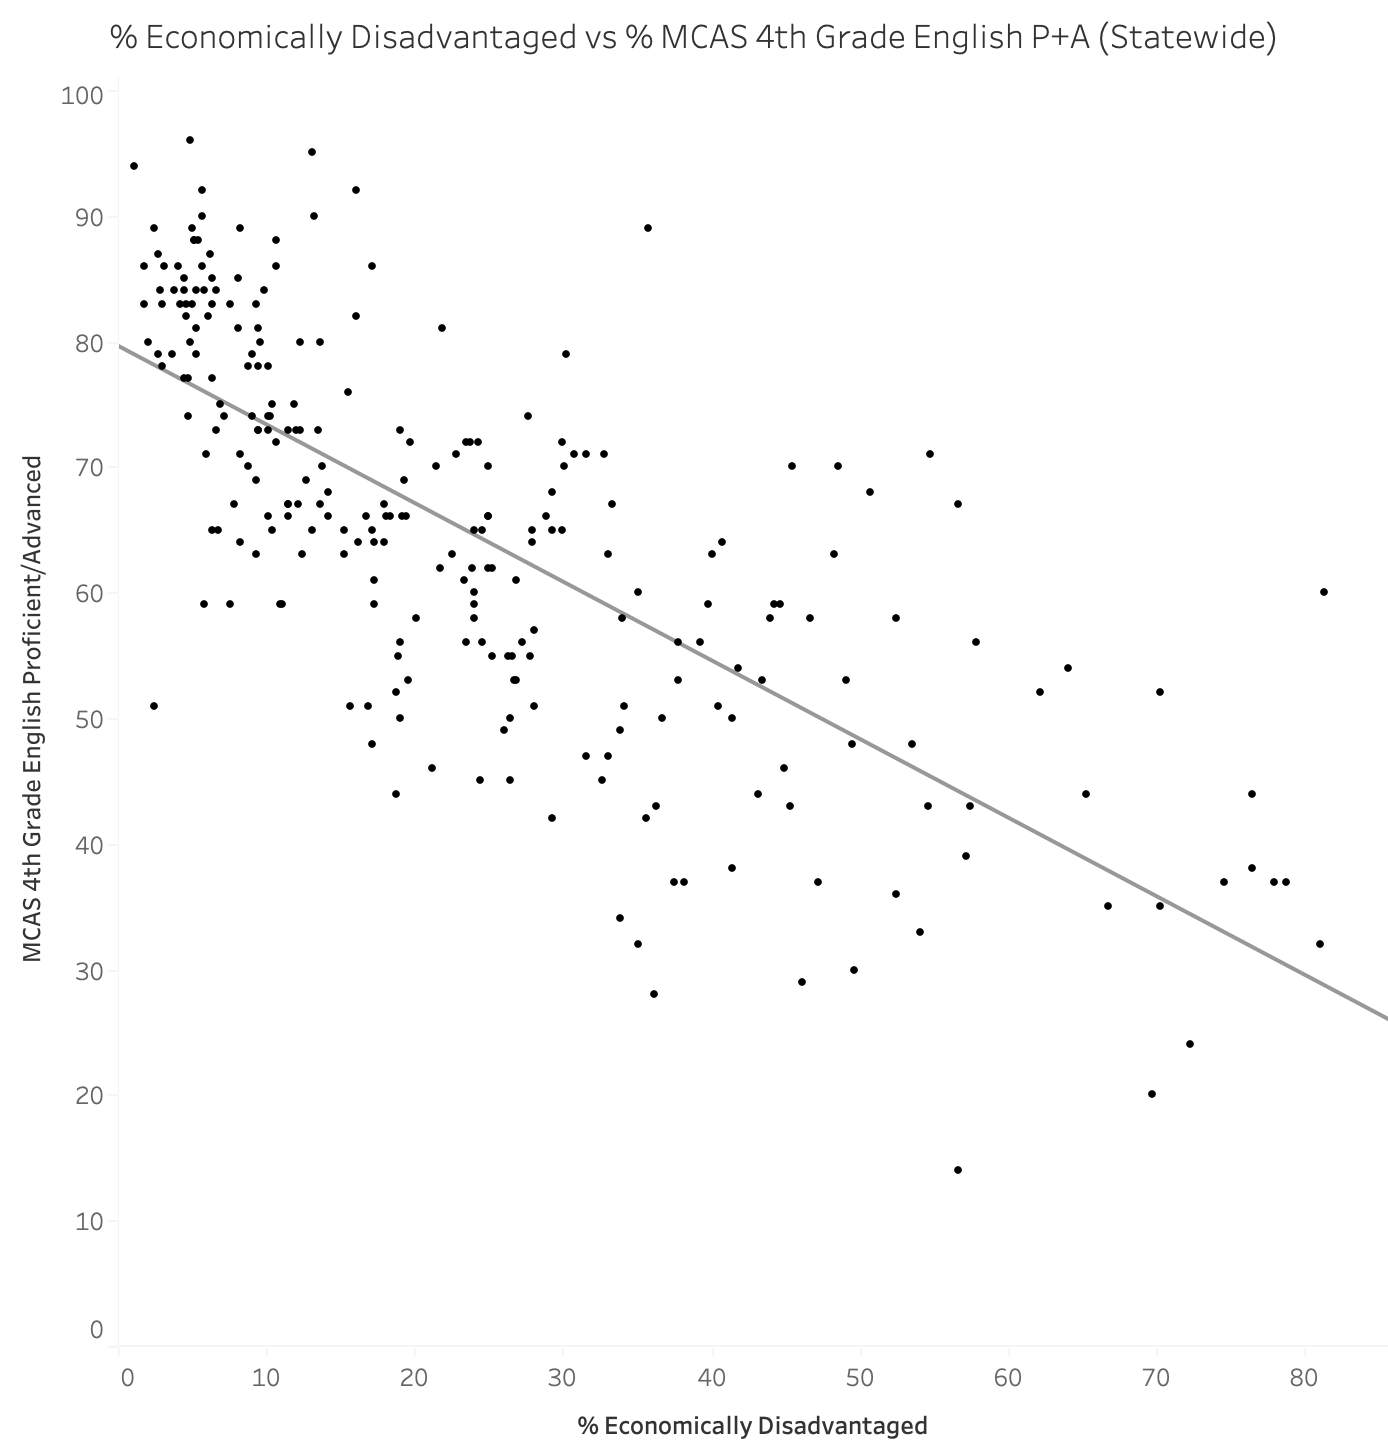 % Economically Disadvantaged vs % MCAS 4th Grade English P+A (Statewide)
100
90
80
70
60
50
40
30
20
10
0
MCAS 4th Grade English Proficient/Advanced
0 10 20 30 40 50 60 70 80
% Economically Disadvantaged